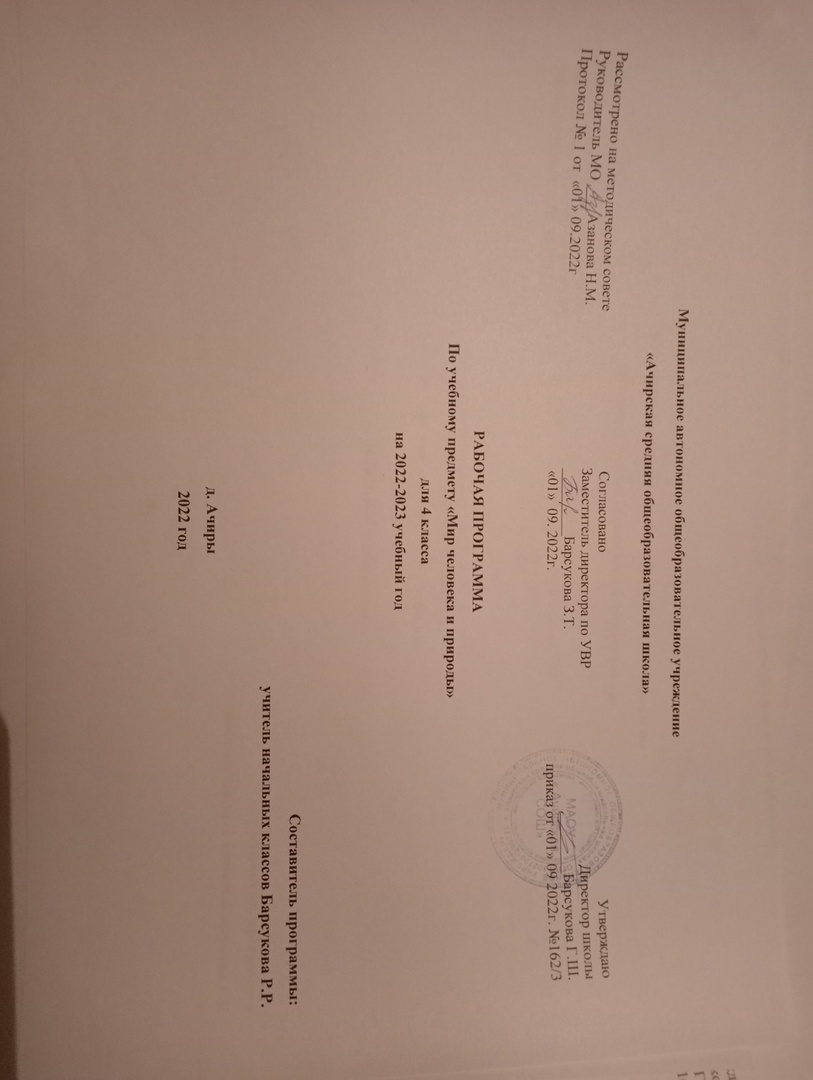 Муниципальное автономное общеобразовательное учреждение
«Ачирская средняя общеобразовательная школа»
Рассмотрено на методическом совете
Руководитель МО Азанова Н.М.
Протокол № 1 от «01» 09.2022г
Согласовано
Заместитель директора по УВР
Барсукова З.Т.
«01» 09. 2022г.
Утверждаю
Директор школы
Барсукова Г.Ш.
приказ от «01» 09 2022г. №162/3
РАБОЧАЯ ПРОГРАММА
По учебному предмету «Мир человека и природы»
для 4 класса
на 2022-2023 учебный год
Составитель программы:
учитель начальных классов Барсукова Р.Р.
д. Ачиры
2022 год